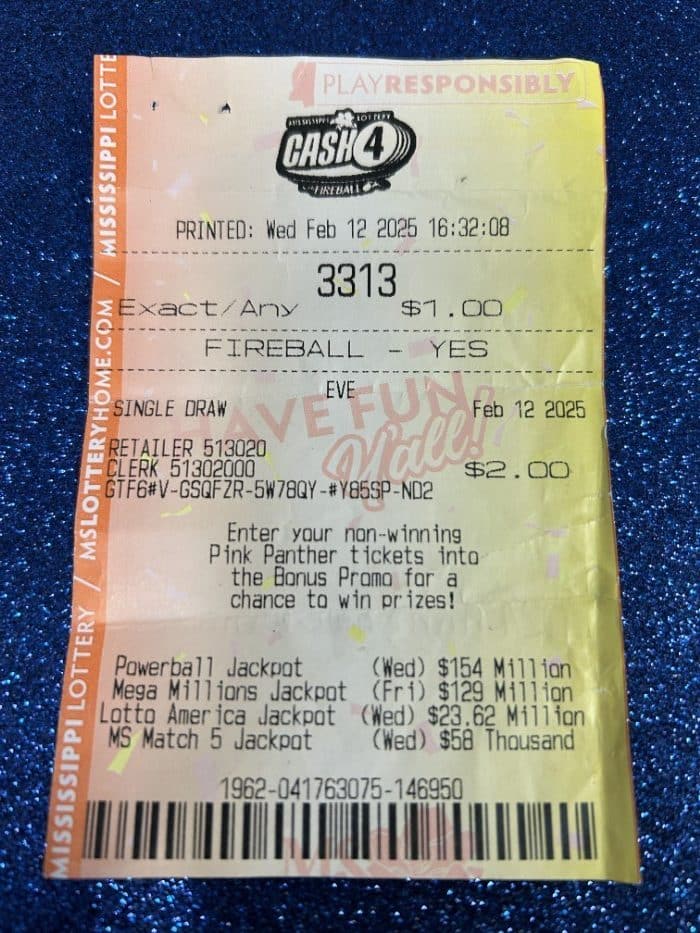 PLAYRESPONSIBLY
MISSISSIPPI LOTTERY
CASH 4
FIREBALL
PRINTED: Wed Feb 12 2025 16:32:08
3313
Exact/Any $1.00
FIREBALL - YES
EVE
SINGLE DRAW Feb 12 2025
HAVE FUN,
Y'all!
RETAILER 513020
CLERK 51302000 $2.00
GTF6#V-GSQFZR-5W78QY-#Y85SP-ND2
Enter your non-winning
Pink Panther tickets into
the Bonus Promo for a
chance to win prizes!
Powerball Jackpot (Wed) $154 Million
Mega Millions Jackpot (Fri) $129 Million
Lotto America Jackpot (Wed) $23.62 Million
MS Match 5 Jackpot (Wed) $58 Thousand
1962-041763075-146950
MISSISSIPPI LOTTERY / MSLOTTERYHOME.COM / MISSISSIPPI LOTTE